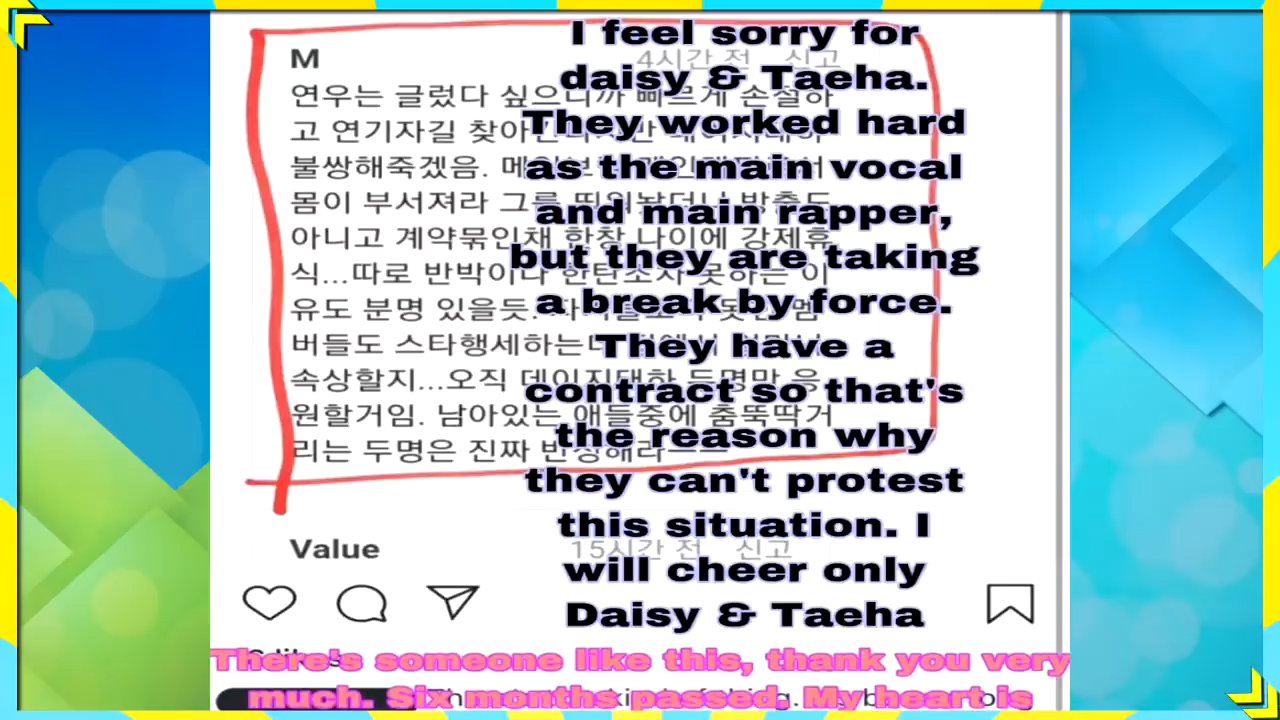 M
4시간 전 신고
연우는 글렀다 싶으니까 빠르게 손절하
고 연기자길 찾아
불쌍해죽겠음.
몸이 부서져라 그룹 띄워놨더니 방출도
아니고 계약묶인채 한창 나이에 강제휴
식...따로 반박이나 한탄조차 못하는 이
유도 분명 있을듯.
버들도 스타행세하는
속상할지...오직 데이지태하 두명만 응
원할거임. 남아있는 애들중에 춤뚝딱거
리는 두명은 진짜 반성해라
I feel sorry for
daisy & Taeha.
They worked hard
as the main vocal
and main rapper,
but they are taking
a break by force.
They have a
contract so that's
the reason why
they can't protest
this situation. I
will cheer only
Daisy & Taeha
Value
15시간 전 신고
There's someone like this, thank you very
much. Six months passed. My heart is